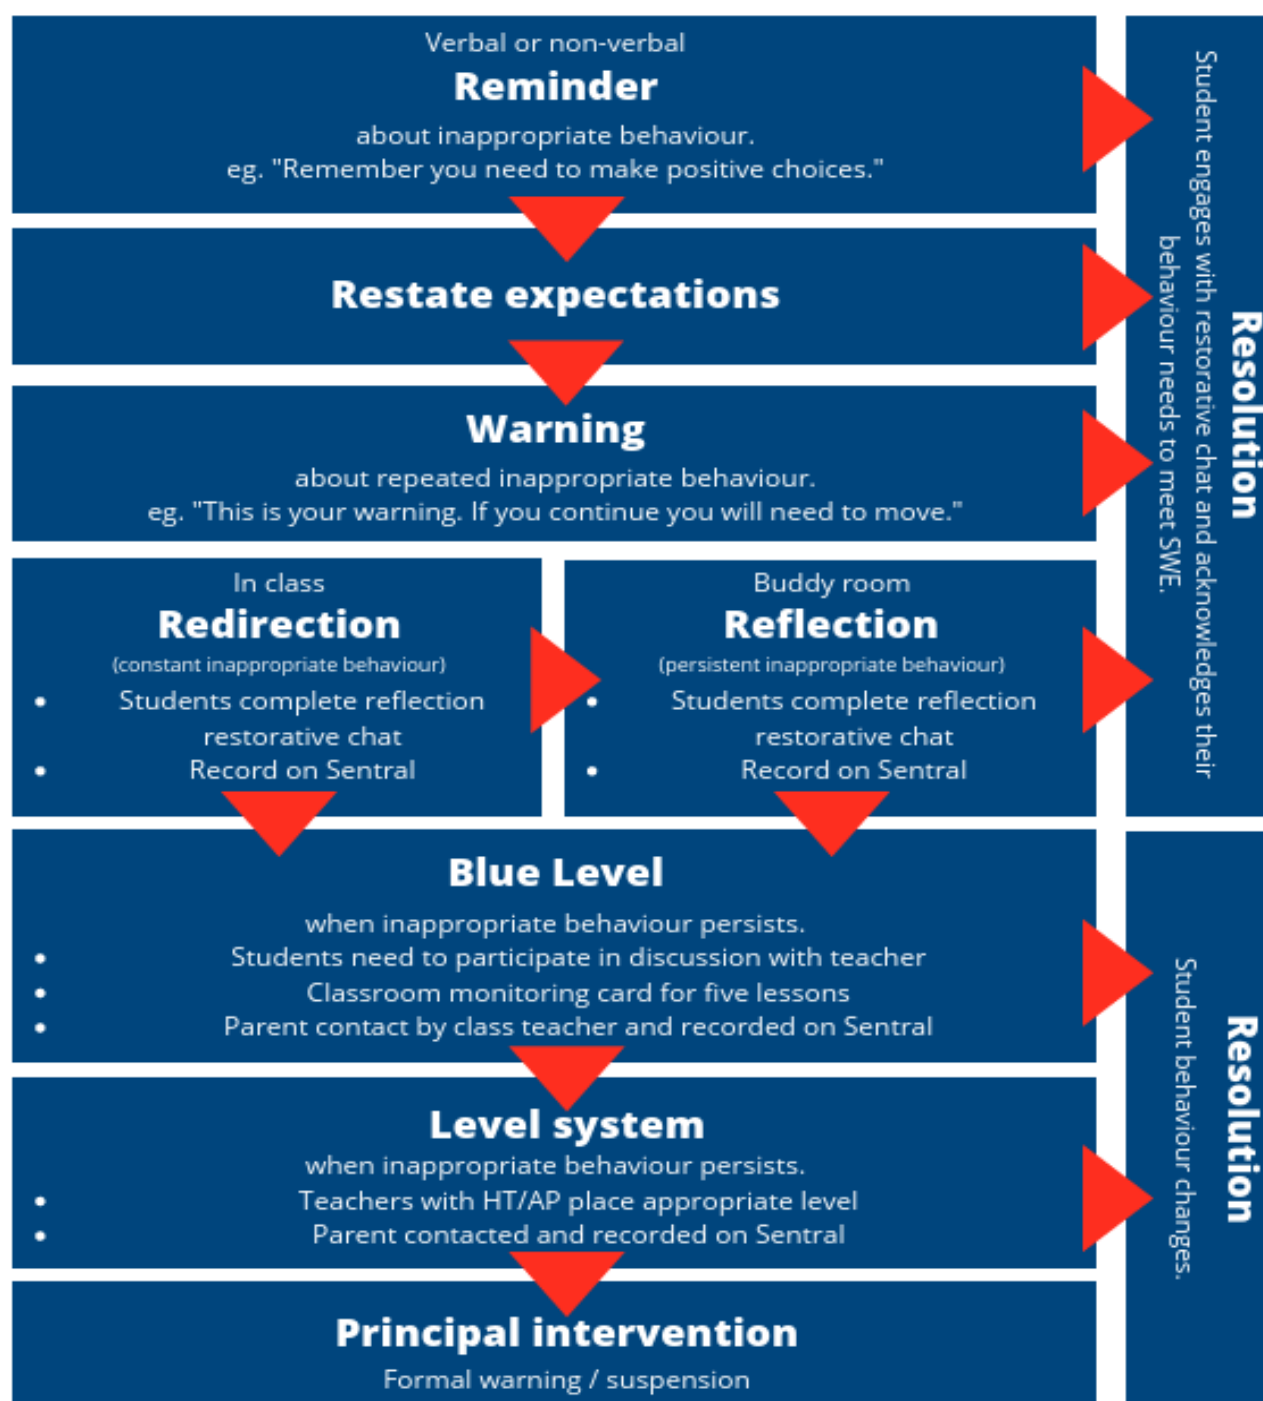 Verbal or non-verbal
Reminder
about inappropriate behaviour.
eg. "Remember you need to make positive choices."
Restate expectations
Warning
about repeated inappropriate behaviour.
eg. "This is your warning. If you continue you will need to move."
In class
Redirection
(constant inappropriate behaviour)
• Students complete reflection
restorative chat
• Record on Sentral
Buddy room
Reflection
(persistent inappropriate behaviour)
• Students complete reflection
restorative chat
• Record on Sentral
Resolution
Student engages with restorative chat and acknowledges their
behaviour needs to meet SWE.
Blue Level
when inappropriate behaviour persists.
• Students need to participate in discussion with teacher
• Classroom monitoring card for five lessons
• Parent contact by class teacher and recorded on Sentral
Level system
when inappropriate behaviour persists.
• Teachers with HT/AP place appropriate level
• Parent contacted and recorded on Sentral
Principal intervention
Formal warning / suspension
Resolution
Student behaviour changes.